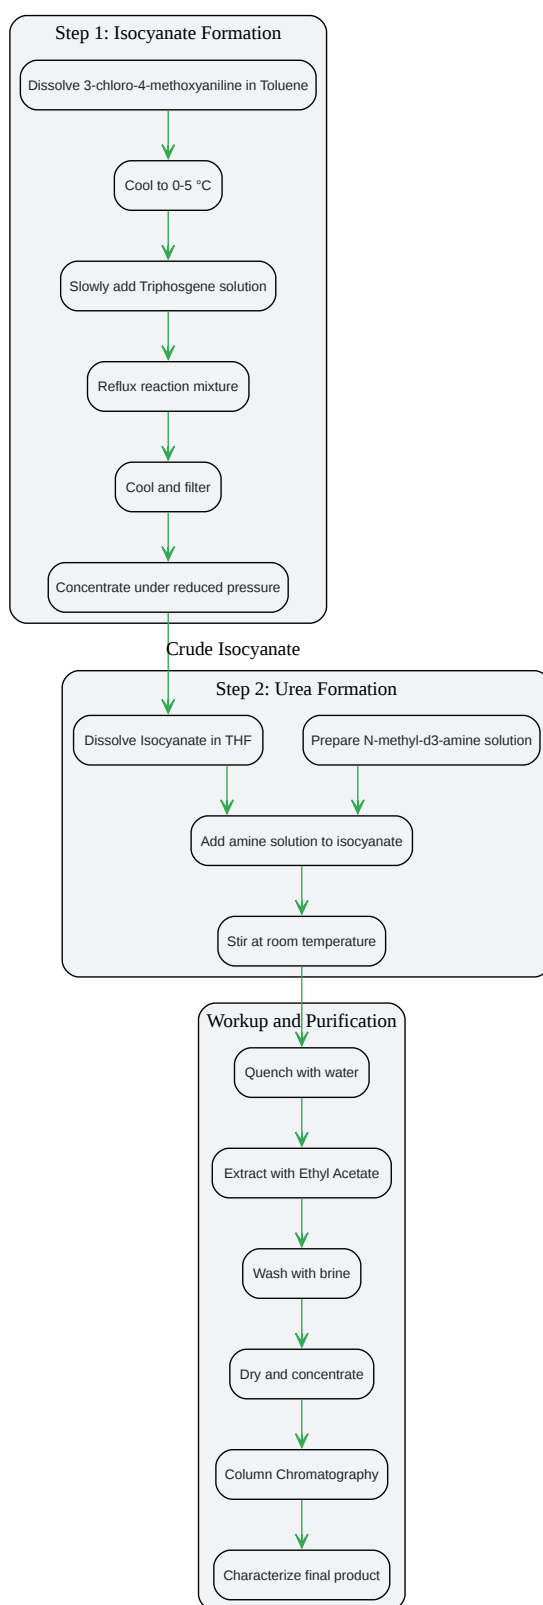 Step 1: Isocyanate Formation
Dissolve 3-chloro-4-methoxyaniline in Toluene
Cool to 0-5 °C
Slowly add Triphosgene solution
Reflux reaction mixture
Cool and filter
Concentrate under reduced pressure
Crude Isocyanate
Step 2: Urea Formation
Dissolve Isocyanate in THF
Prepare N-methyl-d3-amine solution
Add amine solution to isocyanate
Stir at room temperature
Workup and Purification
Quench with water
Extract with Ethyl Acetate
Wash with brine
Dry and concentrate
Column Chromatography
Characterize final product